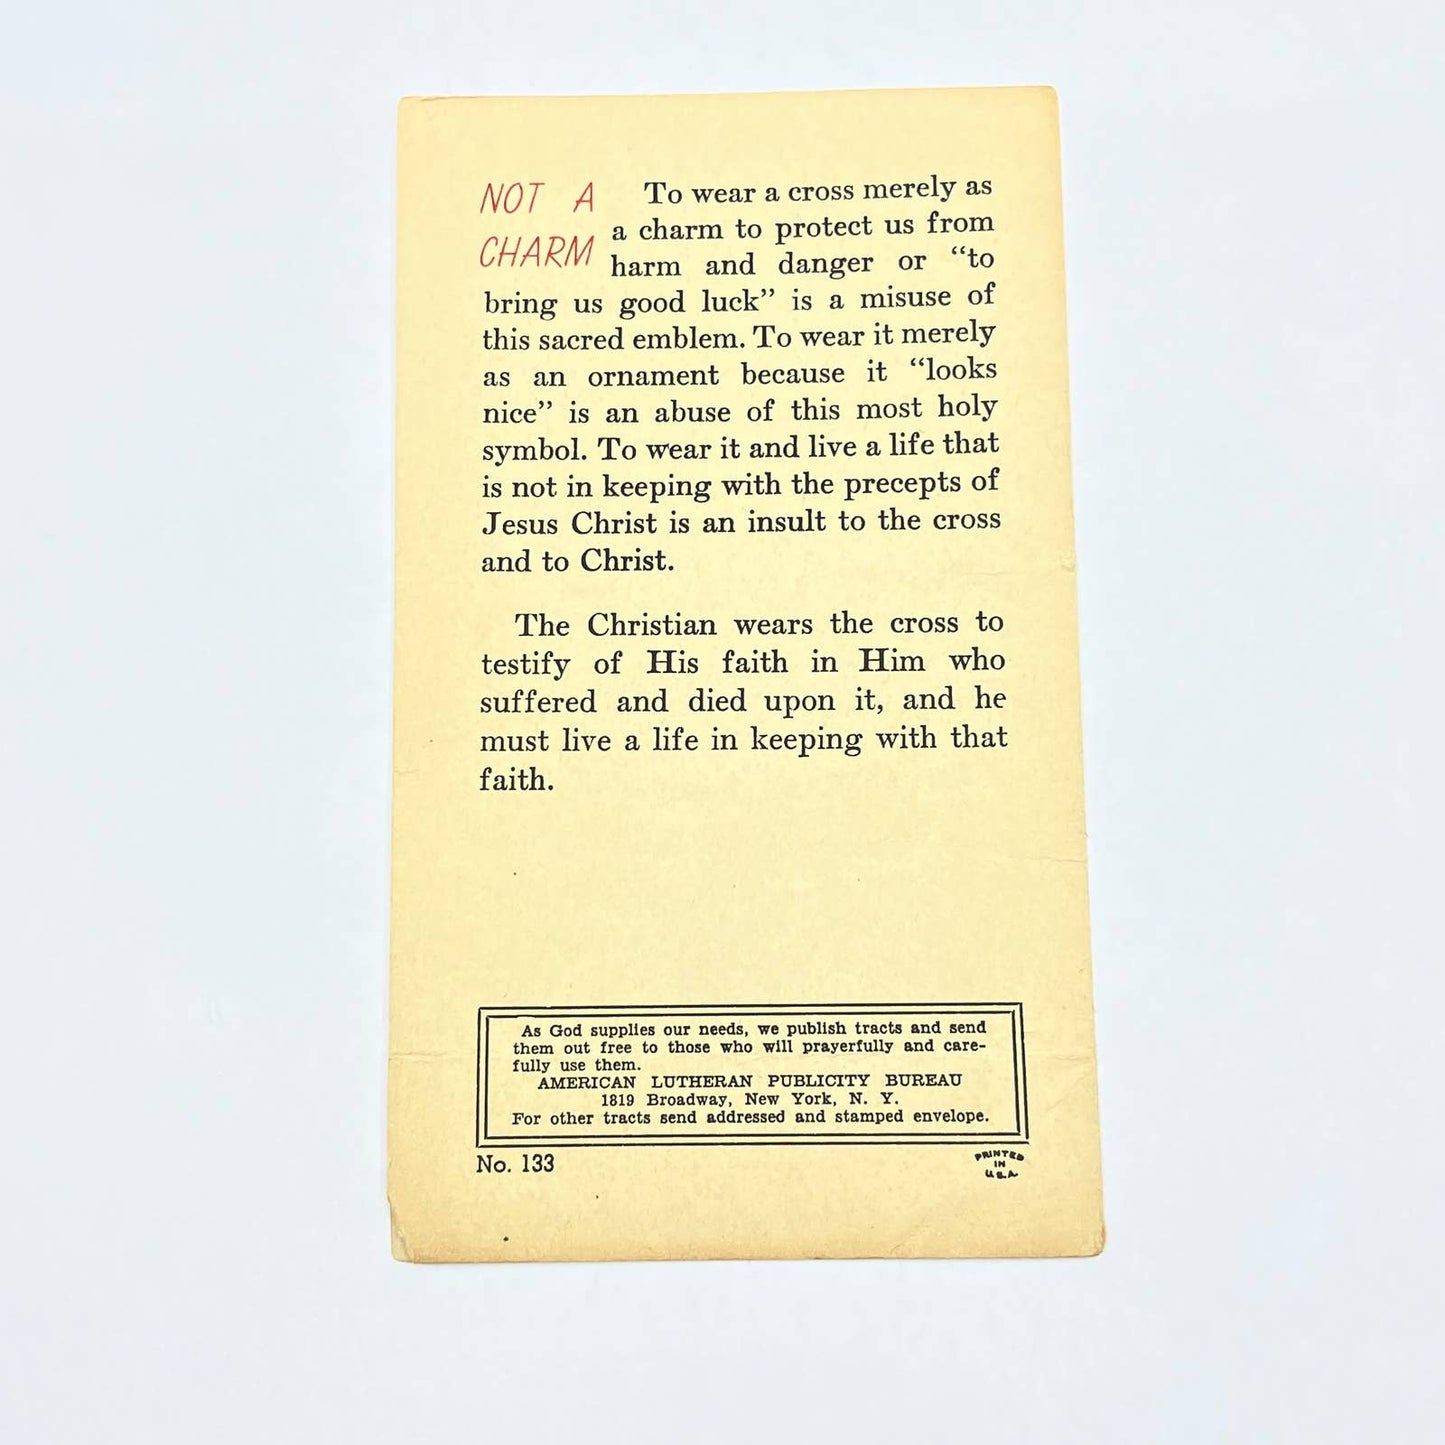 NOT A
CHARM
To wear a cross merely as
a charm to protect us from
harm and danger or “to
bring us good luck” is a misuse of
this sacred emblem. To wear it merely
as an ornament because it “looks
nice” is an abuse of this most holy
symbol. To wear it and live a life that
is not in keeping with the precepts of
Jesus Christ is an insult to the cross
and to Christ.
The Christian wears the cross to
testify of His faith in Him who
suffered and died upon it, and he
must live a life in keeping with that
faith.
As God supplies our needs, we publish tracts and send
them out free to those who will prayerfully and care-
fully use them.
AMERICAN LUTHERAN PUBLICITY BUREAU
1819 Broadway, New York, N. Y.
For other tracts send addressed and stamped envelope.
No. 133
PRINTED
IN
U.S.A.